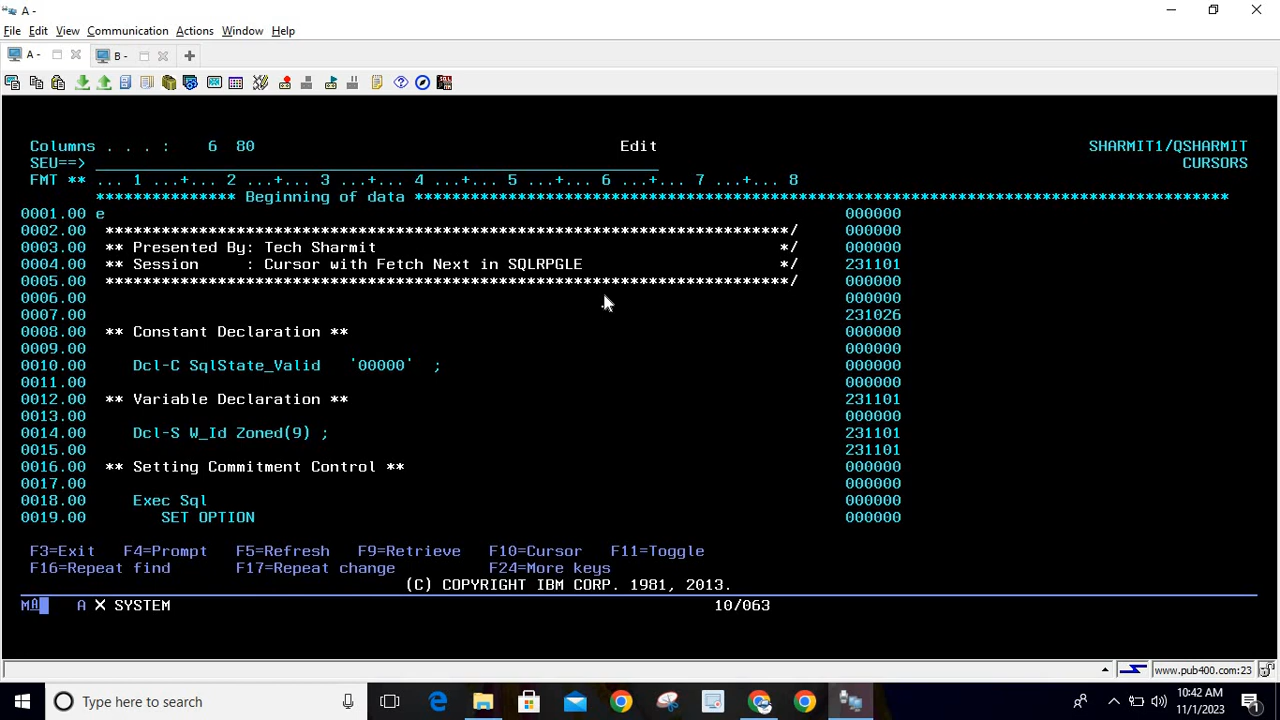 A -
File Edit View Communication Actions Window Help
A - B -
Columns . . . : 6 80 Edit SHARMIT1/QSHARMIT
SEU==> CURSORS
FMT ** ... 1 ...+... 2 ...+... 3 ...+... 4 ...+... 5 ...+... 6 ...+... 7 ...+... 8
*************** Beginning of data ***************************************************************************************
0001.00 e 000000
0002.00 *************************************************************************/ 000000
0003.00 ** Presented By: Tech Sharmit */ 000000
0004.00 ** Session : Cursor with Fetch Next in SQLRPGLE */ 231101
0005.00 *************************************************************************/ 000000
0006.00 000000
0007.00 231026
0008.00 ** Constant Declaration ** 000000
0009.00 000000
0010.00 Dcl-C SqlState_Valid '00000' ; 000000
0011.00 000000
0012.00 ** Variable Declaration ** 231101
0013.00 000000
0014.00 Dcl-S W_Id Zoned(9) ; 231101
0015.00 231101
0016.00 ** Setting Commitment Control ** 000000
0017.00 000000
0018.00 Exec Sql 000000
0019.00 SET OPTION 000000
F3=Exit F4=Prompt F5=Refresh F9=Retrieve F10=Cursor F11=Toggle
F16=Repeat find F17=Repeat change F24=More keys
(C) COPYRIGHT IBM CORP. 1981, 2013.
MA A X SYSTEM 10/063
www.pub400.com:23
Type here to search
10:42 AM
11/1/2023